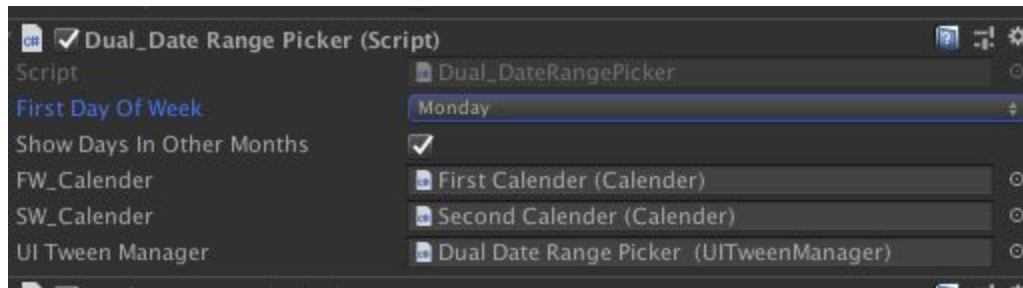 Dual_Date Range Picker (Script)
Script Dual_DateRangePicker
First Day Of Week Monday
Show Days In Other Months
FW_Calender First Calender (Calender)
SW_Calender Second Calender (Calender)
UI Tween Manager Dual Date Range Picker (UITweenManager)